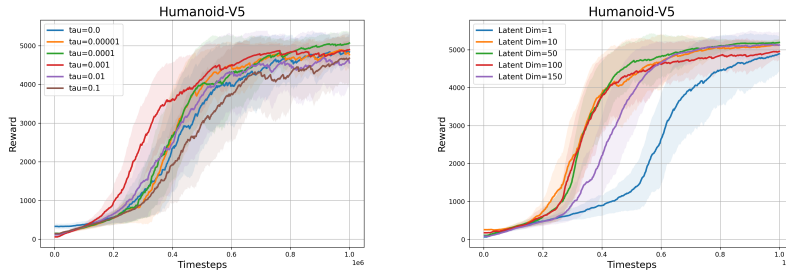 Humanoid-V5
tau=0.0
tau=0.00001
tau=0.0001
tau=0.001
tau=0.01
tau=0.1
5000
4000
3000
2000
1000
0
Reward
0.0 0.2 0.4 0.6 0.8 1.0
1e6
Timesteps
Humanoid-V5
Latent Dim=1
Latent Dim=10
Latent Dim=50
Latent Dim=100
Latent Dim=150
5000
4000
3000
2000
1000
0
Reward
0.0 0.2 0.4 0.6 0.8 1.0
1e6
Timesteps